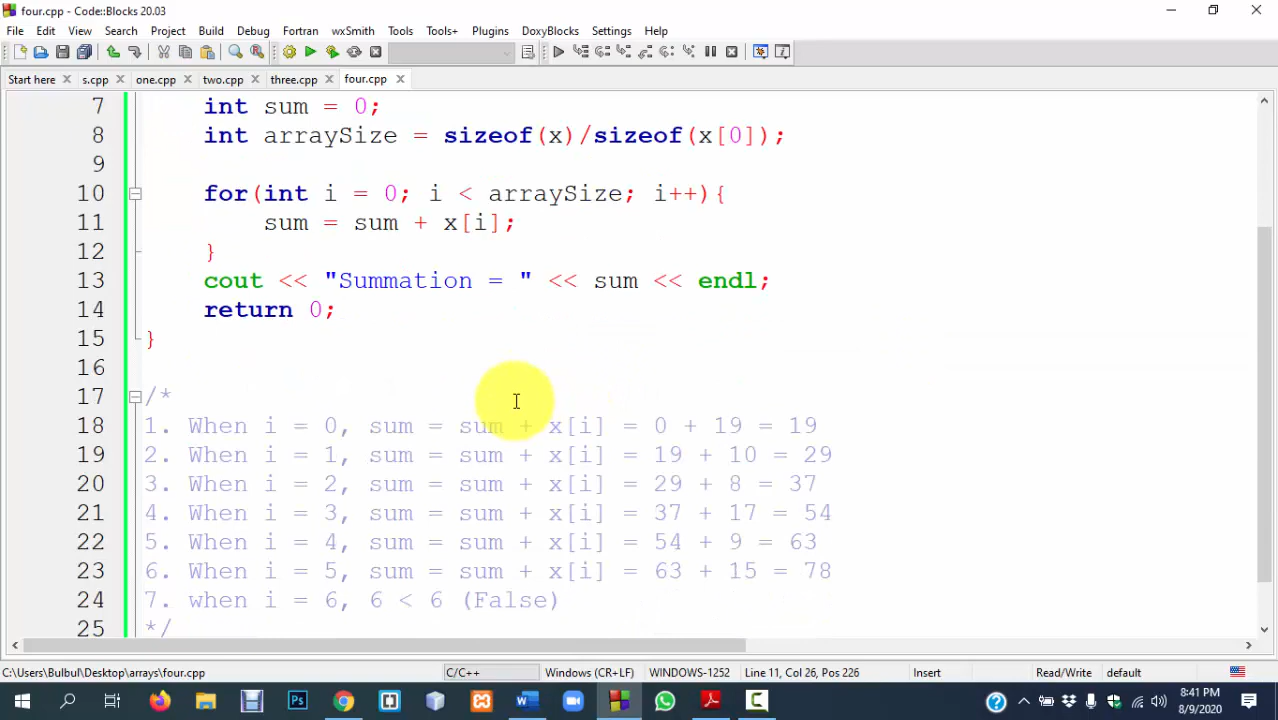 four.cpp - Code::Blocks 20.03
File Edit View Search Project Build Debug Fortran wxSmith Tools Tools+ Plugins DoxyBlocks Settings Help
Start here s.cpp one.cpp two.cpp three.cpp four.cpp
7 int sum = 0;
8 int arraySize = sizeof(x)/sizeof(x[0]);
9
10 for(int i = 0; i < arraySize; i++){
11 sum = sum + x[i];
12 }
13 cout << "Summation = " << sum << endl;
14 return 0;
15 }
16
17 /*
18 1. When i = 0, sum = sum + x[i] = 0 + 19 = 19
19 2. When i = 1, sum = sum + x[i] = 19 + 10 = 29
20 3. When i = 2, sum = sum + x[i] = 29 + 8 = 37
21 4. When i = 3, sum = sum + x[i] = 37 + 17 = 54
22 5. When i = 4, sum = sum + x[i] = 54 + 9 = 63
23 6. When i = 5, sum = sum + x[i] = 63 + 15 = 78
24 7. when i = 6, 6 < 6 (False)
25 */
C:\Users\Bulbul\Desktop\arrays\four.cpp C/C++ Windows (CR+LF) WINDOWS-1252 Line 11, Col 26, Pos 226 Insert Read/Write default
8:41 PM
8/9/2020